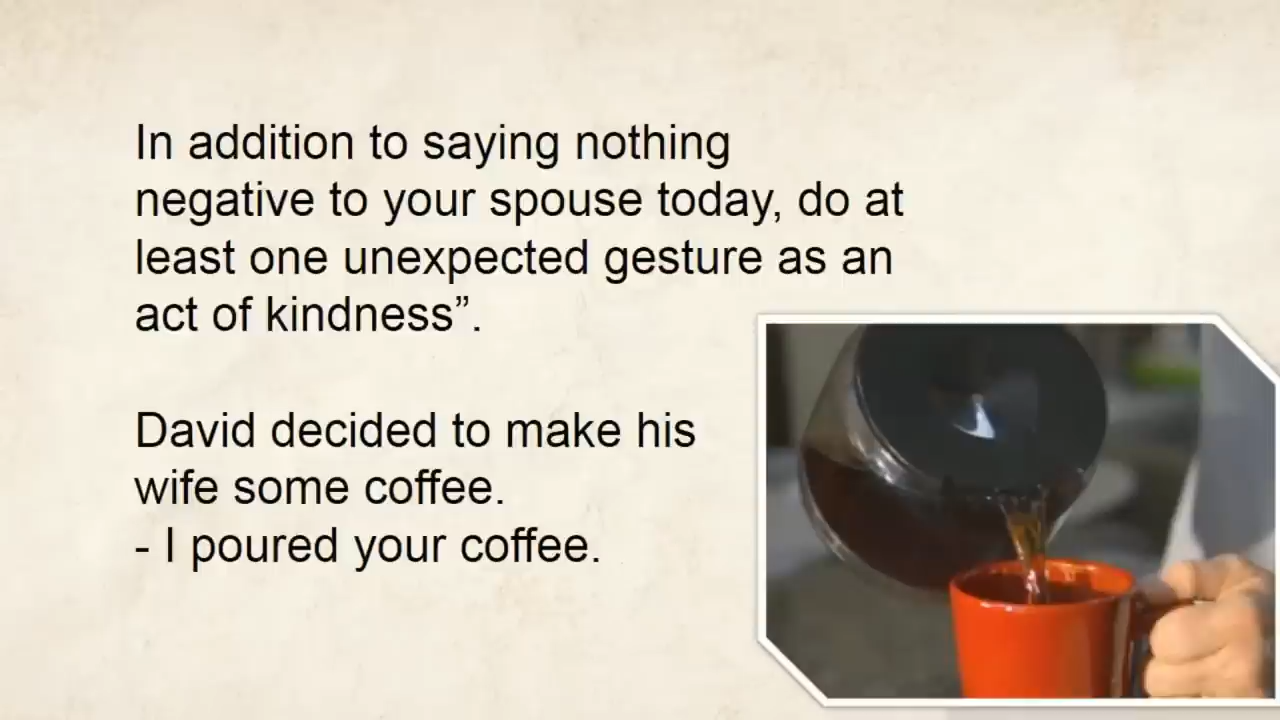 In addition to saying nothing
negative to your spouse today, do at
least one unexpected gesture as an
act of kindness”.
David decided to make his
wife some coffee.
- I poured your coffee.